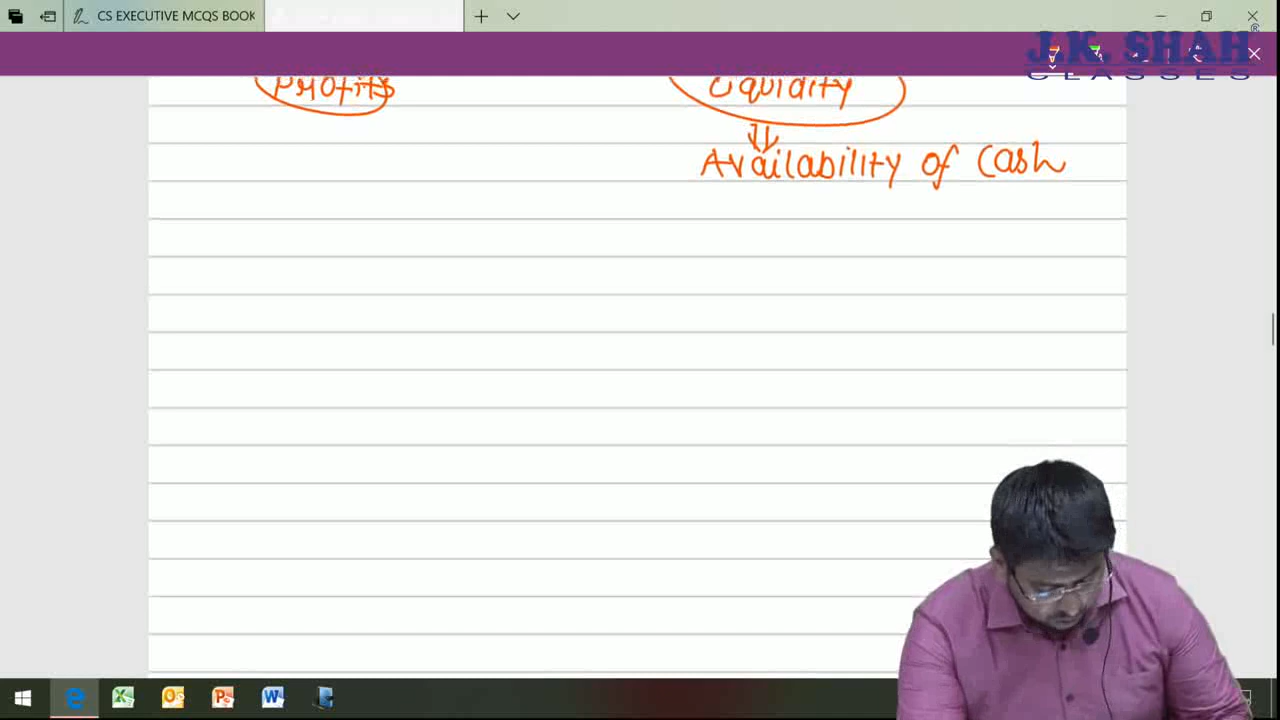 CS EXECUTIVE MCQS BOOK
J.K. SHAH®
CLASSES
Profits
Liquidity
Availability of Cash